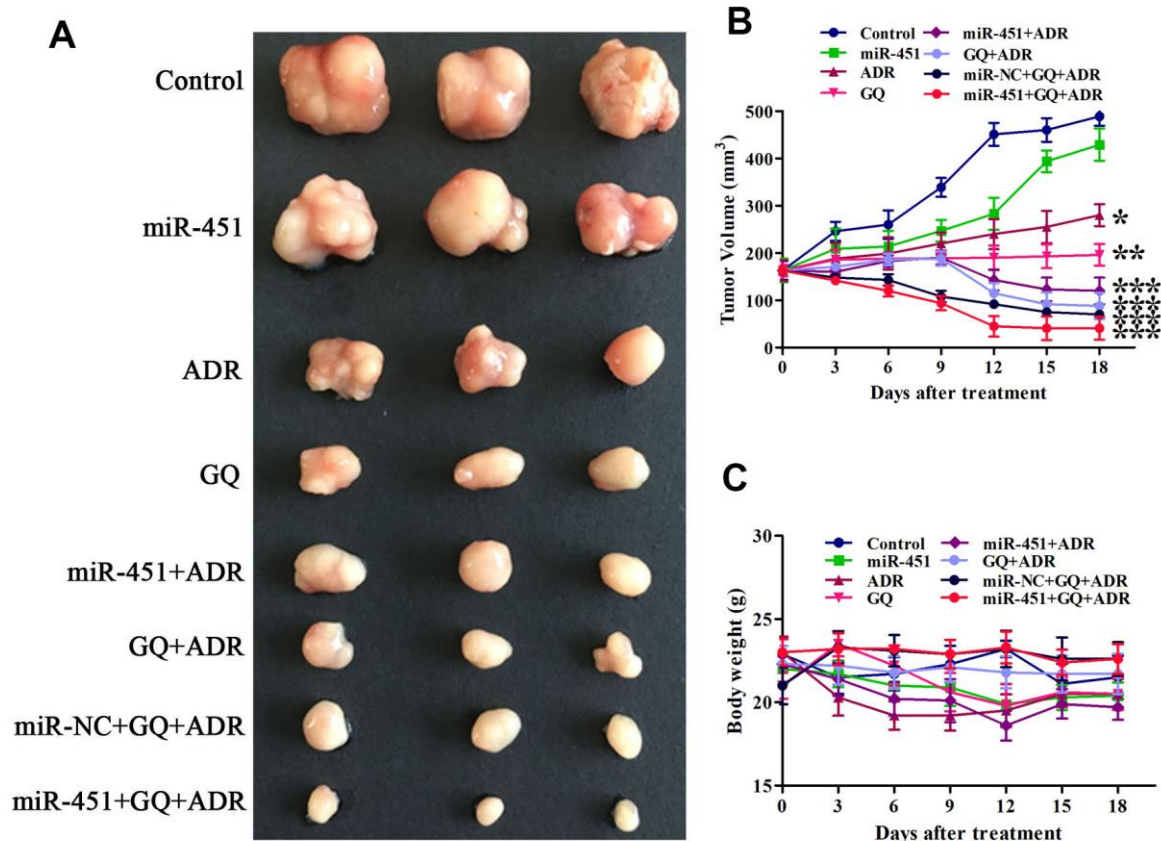 A
Control
miR-451
ADR
GQ
miR-451+ADR
GQ+ADR
miR-NC+GQ+ADR
miR-451+GQ+ADR
B
Control
miR-451
ADR
GQ
miR-451+ADR
GQ+ADR
miR-NC+GQ+ADR
miR-451+GQ+ADR
Tumor Volume (mm³)
500
400
300
200
100
0
*
**
***
***
***
***
0 3 6 9 12 15 18
Days after treatment
C
Control
miR-451
ADR
GQ
miR-451+ADR
GQ+ADR
miR-NC+GQ+ADR
miR-451+GQ+ADR
Body weight (g)
30
25
20
15
0 3 6 9 12 15 18
Days after treatment